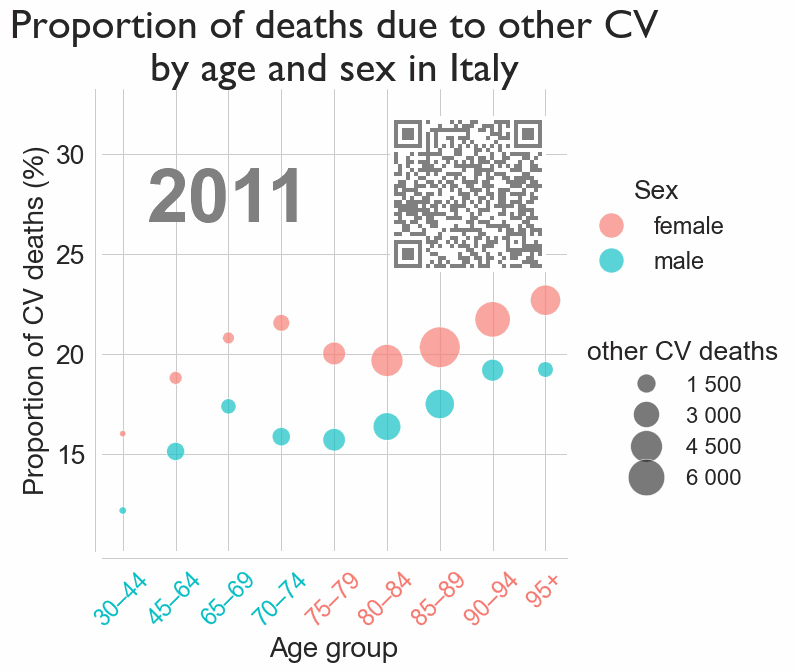 Proportion of deaths due to other CV
by age and sex in Italy
Proportion of CV deaths (%)
30
25
20
15
2011
30–44
45–64
65–69
70–74
75–79
80–84
85–89
90–94
95+
Age group
Sex
female
male
other CV deaths
1 500
3 000
4 500
6 000